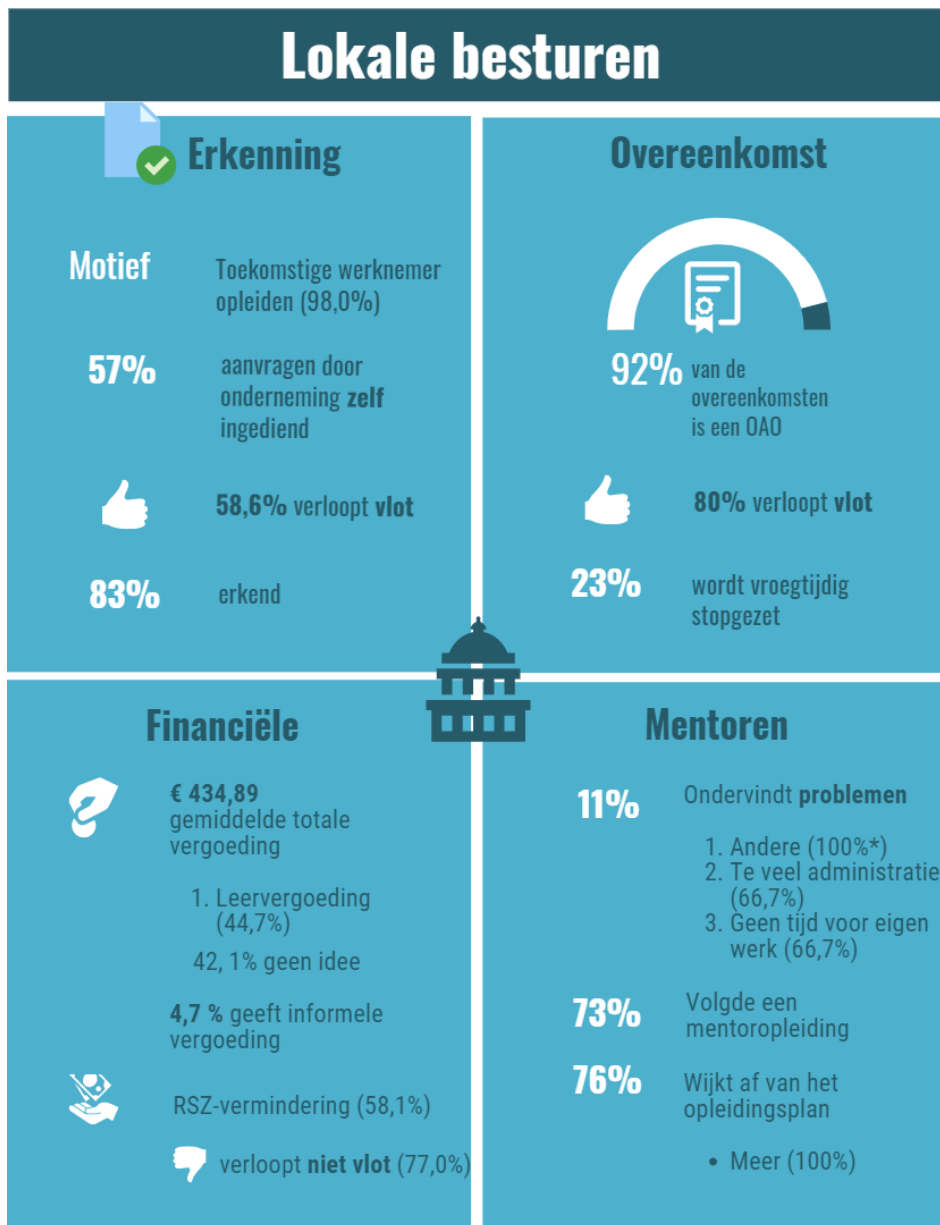 Lokale besturen
Erkenning
Motief
Toekomstige werknemer
opleiden (98,0%)
57%
aanvragen door
onderneming zelf
ingediend
58,6% verloopt vlot
83%
erkend
Overeenkomst
92% van de
overeenkomsten
is een OAO
80% verloopt vlot
23%
wordt vroegtijdig
stopgezet
Financiële
€ 434,89
gemiddelde totale
vergoeding
1. Leervergoeding
(44,7%)
42, 1% geen idee
4,7 % geeft informele
vergoeding
RSZ-vermindering (58,1%)
verloopt niet vlot (77,0%)
Mentoren
11%
Ondervindt problemen
1. Andere (100%*)
2. Te veel administratie
(66,7%)
3. Geen tijd voor eigen
werk (66,7%)
73%
Volgde een
mentoropleiding
76%
Wijkt af van het
opleidingsplan
• Meer (100%)